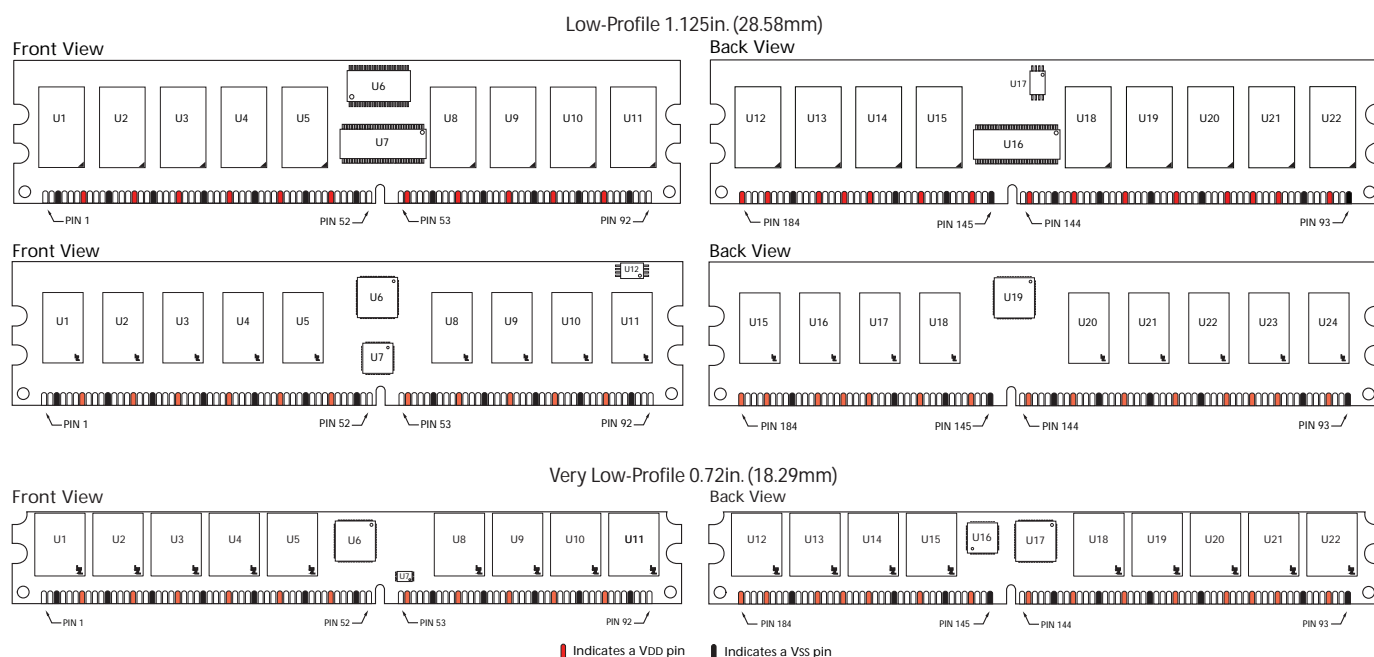 Low-Profile 1.125in. (28.58mm)
Front View
Back View
U1 U2 U3 U4 U5 U6 U7 U8 U9 U10 U11
U12 U13 U14 U15 U17 U16 U18 U19 U20 U21 U22
PIN 1 PIN 52 PIN 53 PIN 92
PIN 184 PIN 145 PIN 144 PIN 93
Front View
Back View
U1 U2 U3 U4 U5 U6 U7 U8 U9 U10 U11 U12
U15 U16 U17 U18 U19 U20 U21 U22 U23 U24
PIN 1 PIN 52 PIN 53 PIN 92
PIN 184 PIN 145 PIN 144 PIN 93
Very Low-Profile 0.72in. (18.29mm)
Front View
Back View
U1 U2 U3 U4 U5 U6 U7 U8 U9 U10 U11
U12 U13 U14 U15 U16 U17 U18 U19 U20 U21 U22
PIN 1 PIN 52 PIN 53 PIN 92
PIN 184 PIN 145 PIN 144 PIN 93
Indicates a VDD pin
Indicates a VSS pin